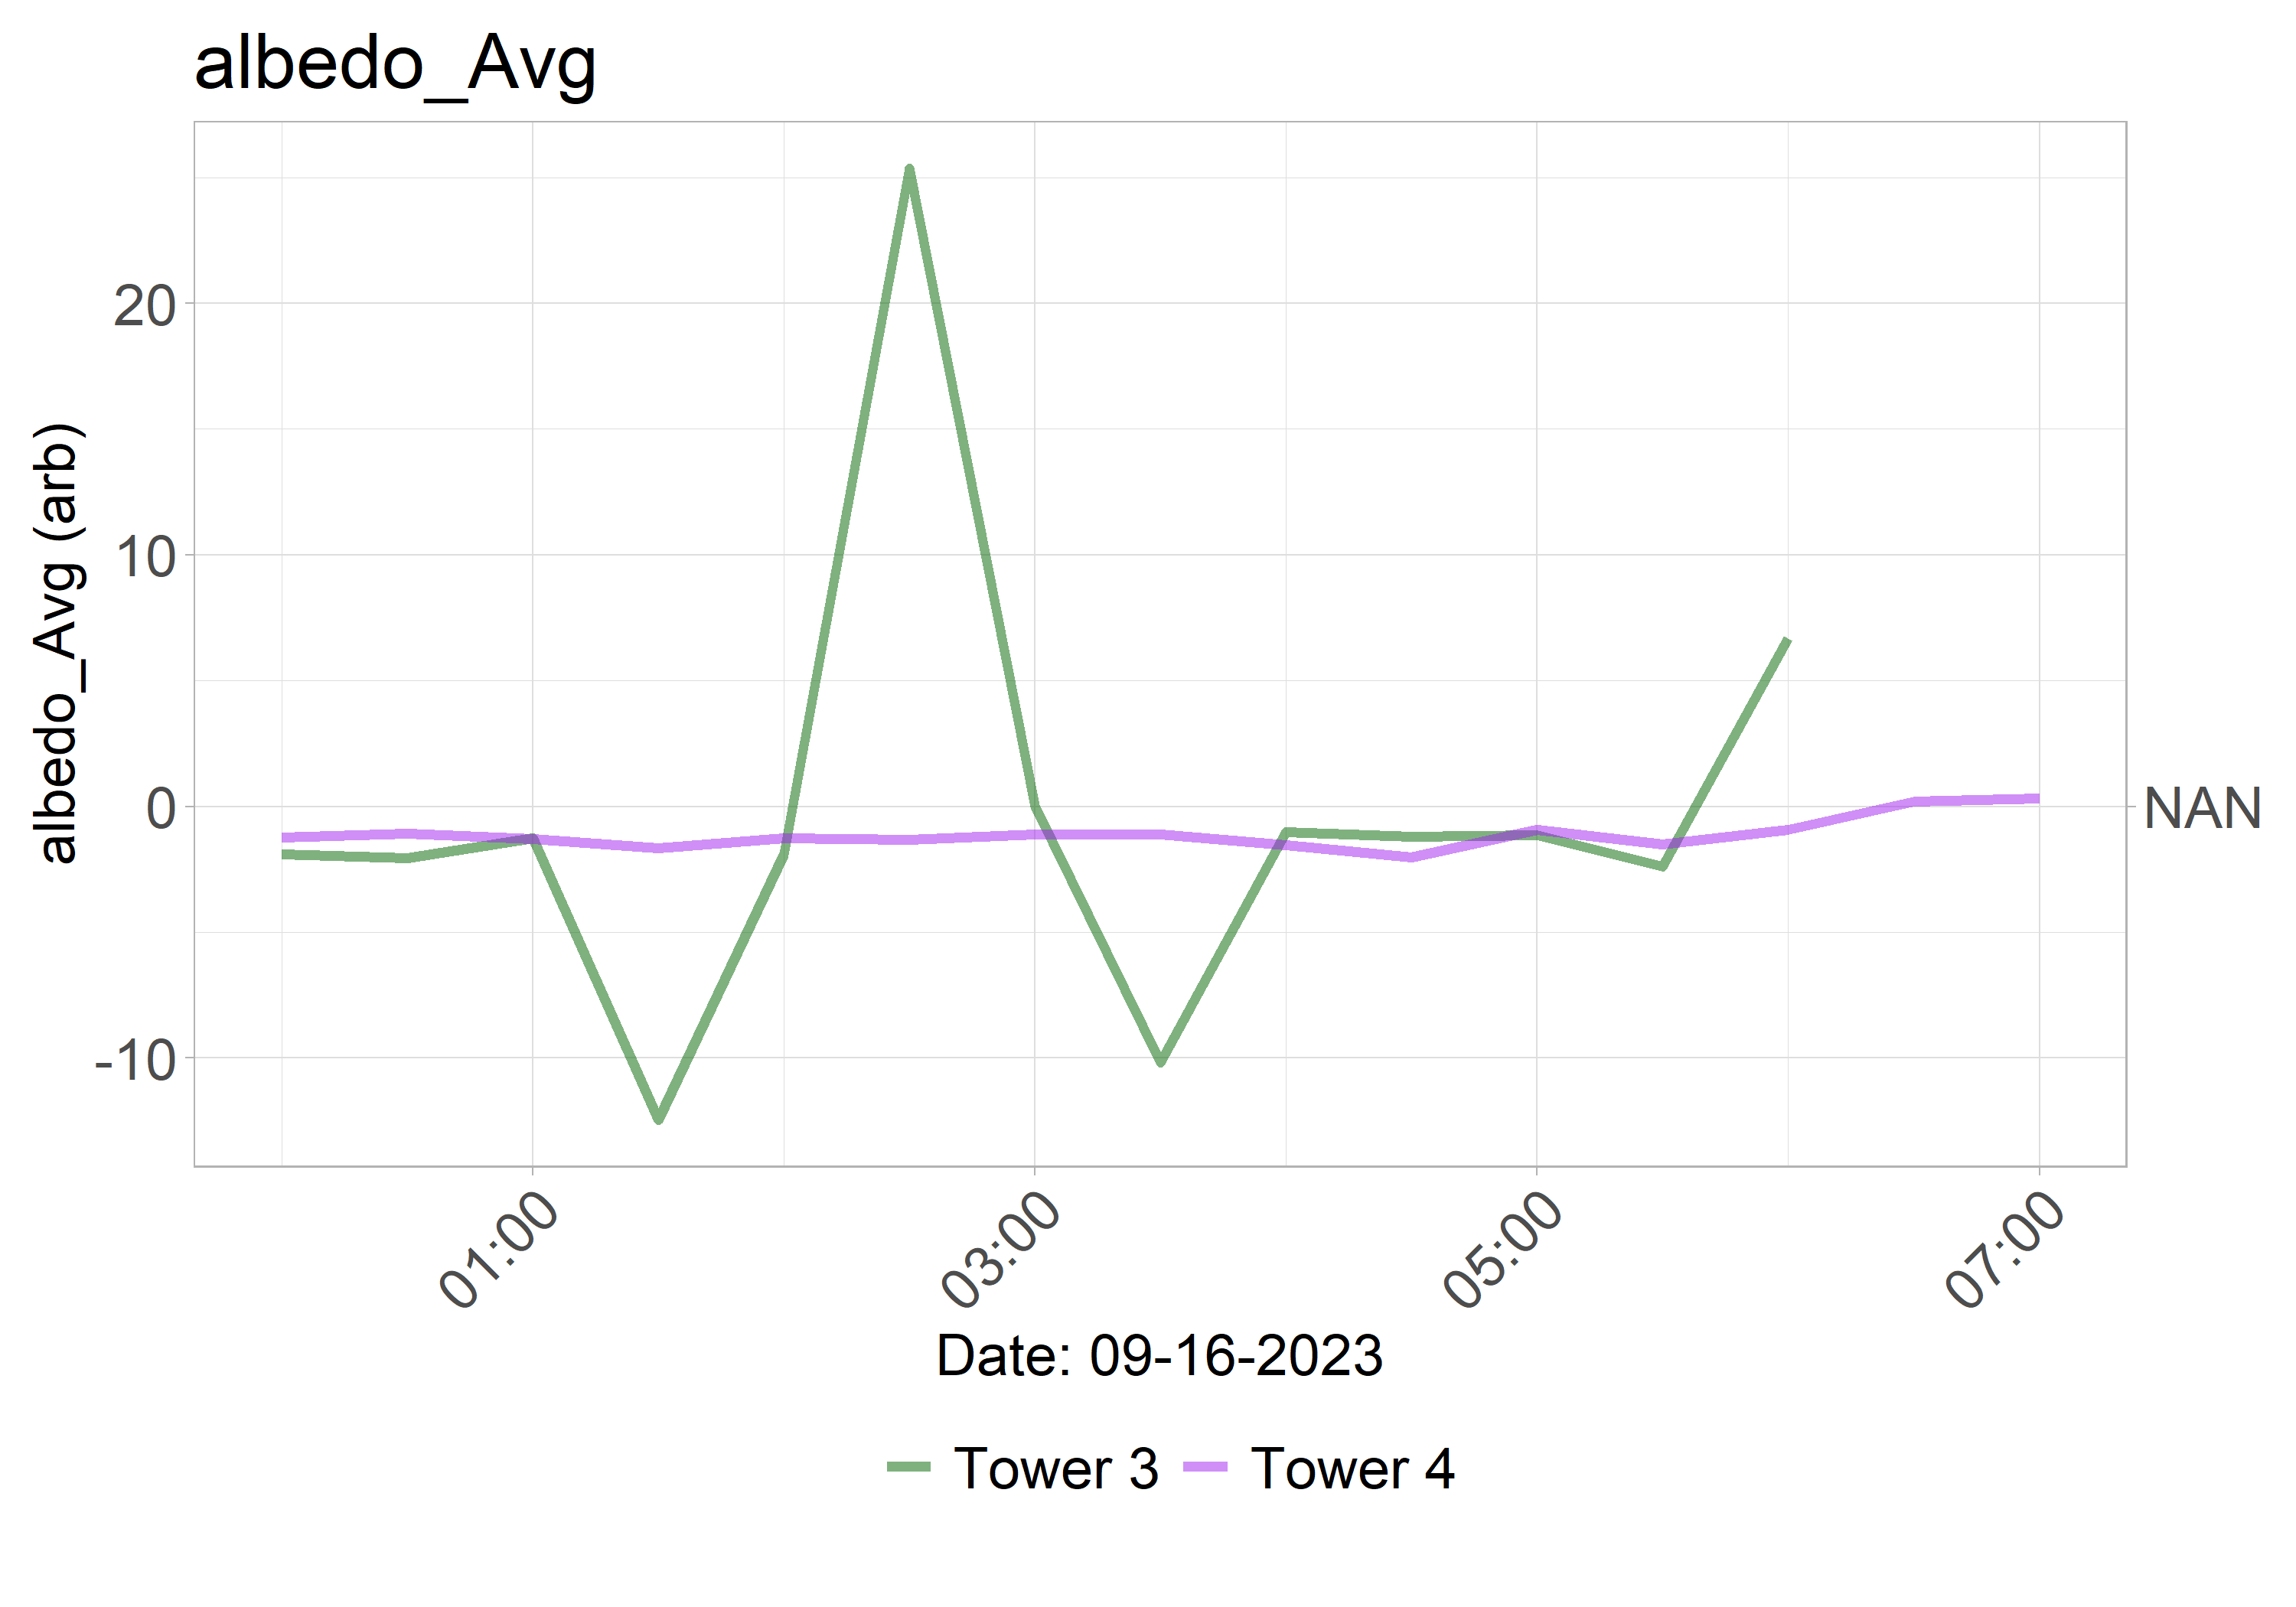 albedo_Avg
albedo_Avg (arb)
20
10
0
-10
NAN
01:00
03:00
05:00
07:00
Date: 09-16-2023
Tower 3
Tower 4